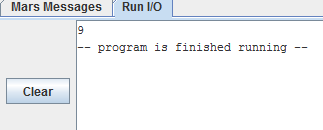 Mars Messages Run I/O
9
-- program is finished running --
Clear